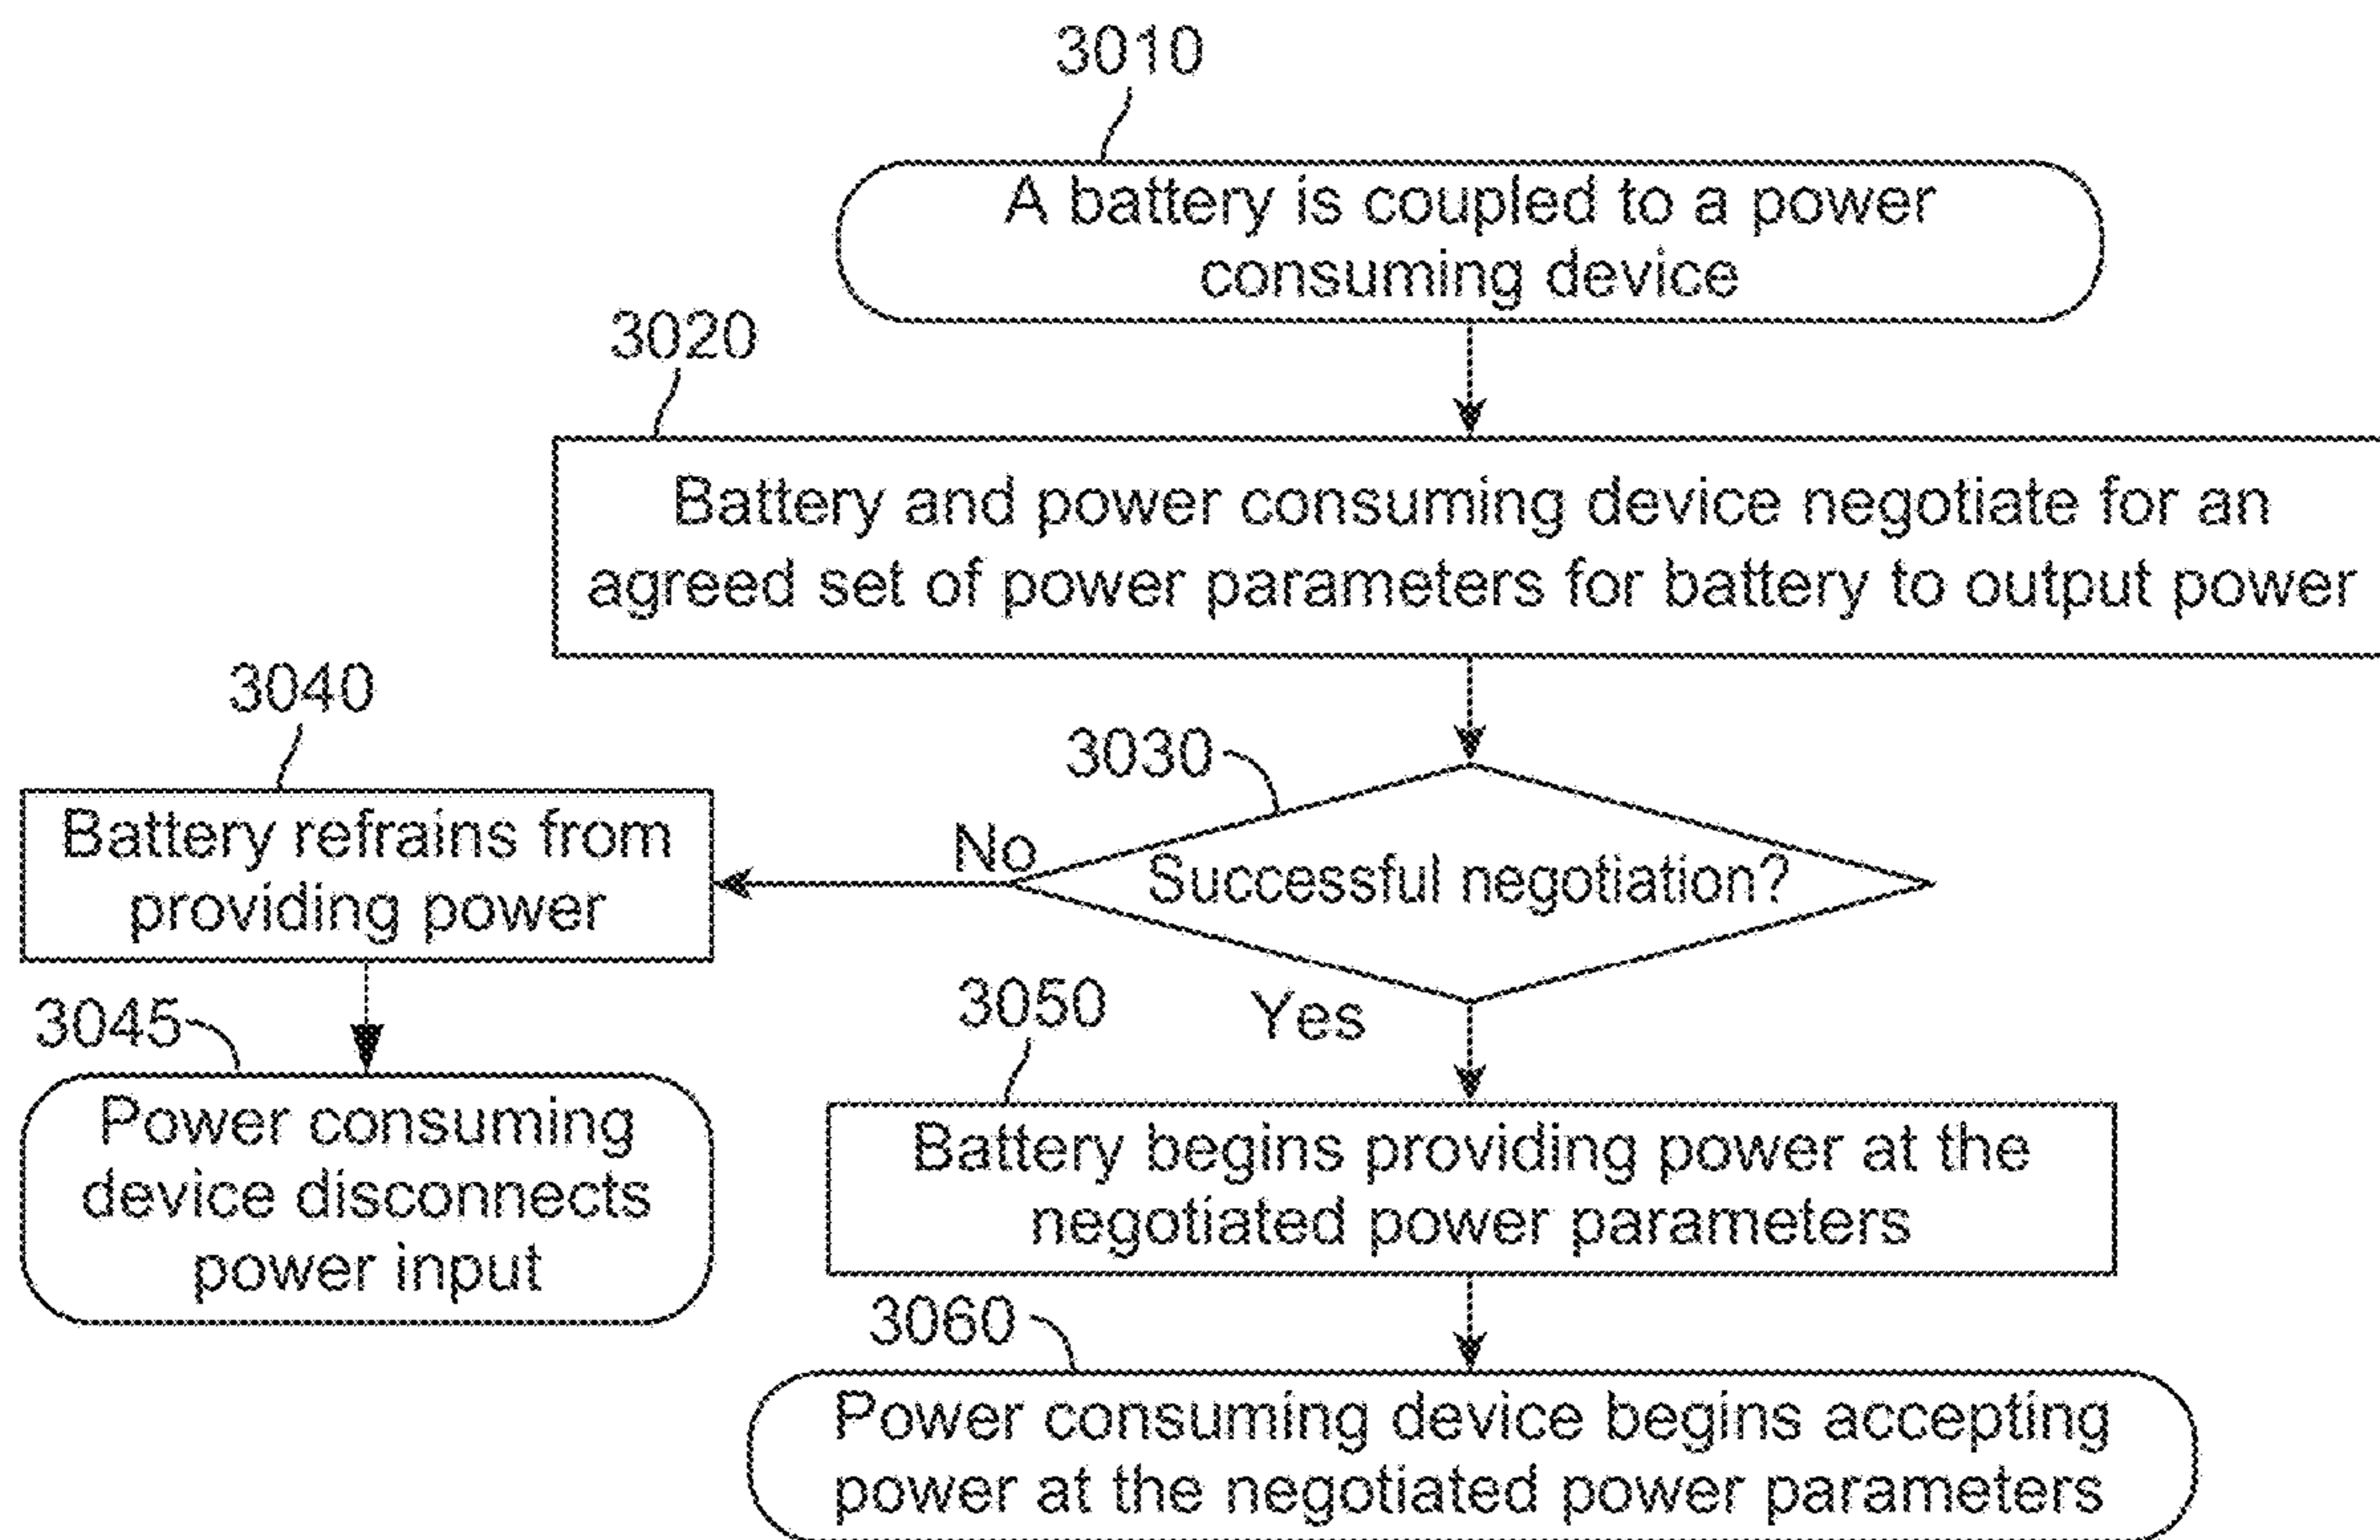 3010
A battery is coupled to a power
consuming device
3020
Battery and power consuming device negotiate for an
agreed set of power parameters for battery to output power
3030
Successful negotiation?
No
3040
Battery refrains from
providing power
3045
Power consuming
device disconnects
power input
Yes
3050
Battery begins providing power at the
negotiated power parameters
3060
Power consuming device begins accepting
power at the negotiated power parameters